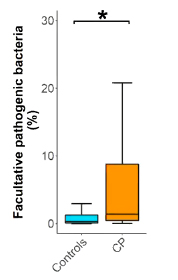 Facultative pathogenic bacteria
(%)
*
30
20
10
0
Controls
CP